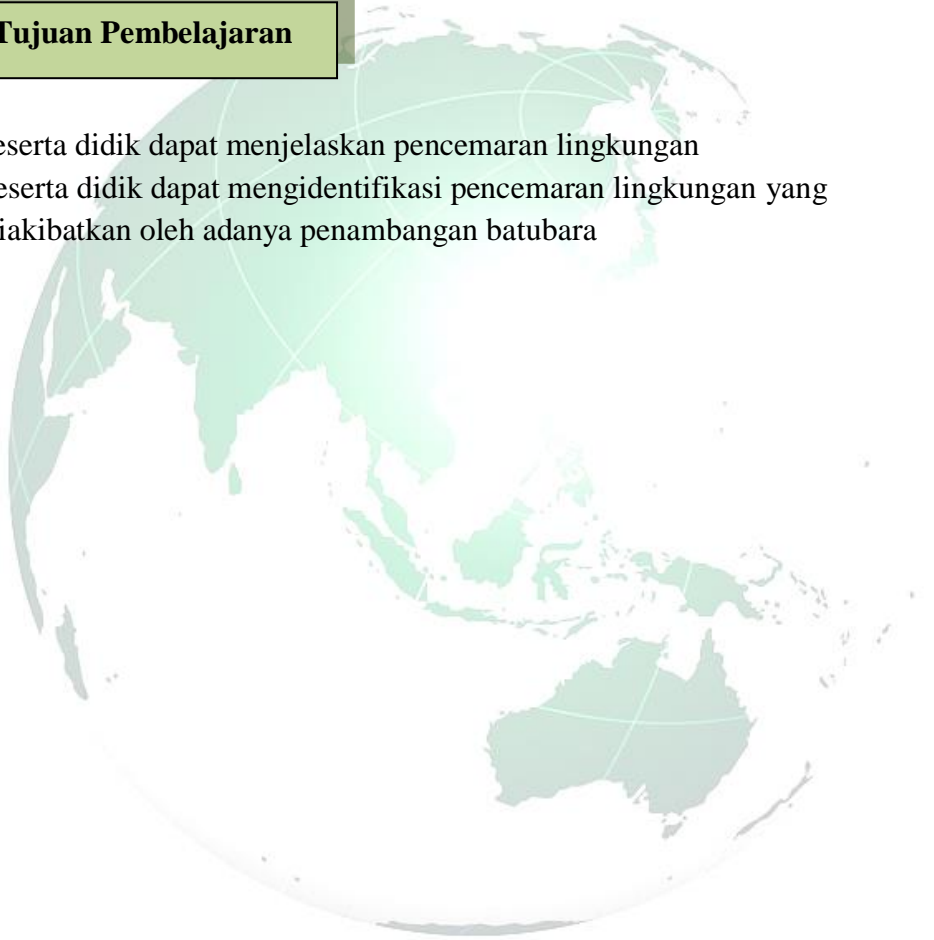 Tujuan Pembelajaran
eserta didik dapat menjelaskan pencemaran lingkungan
eserta didik dapat mengidentifikasi pencemaran lingkungan yang
iakibatkan oleh adanya penambangan batubara